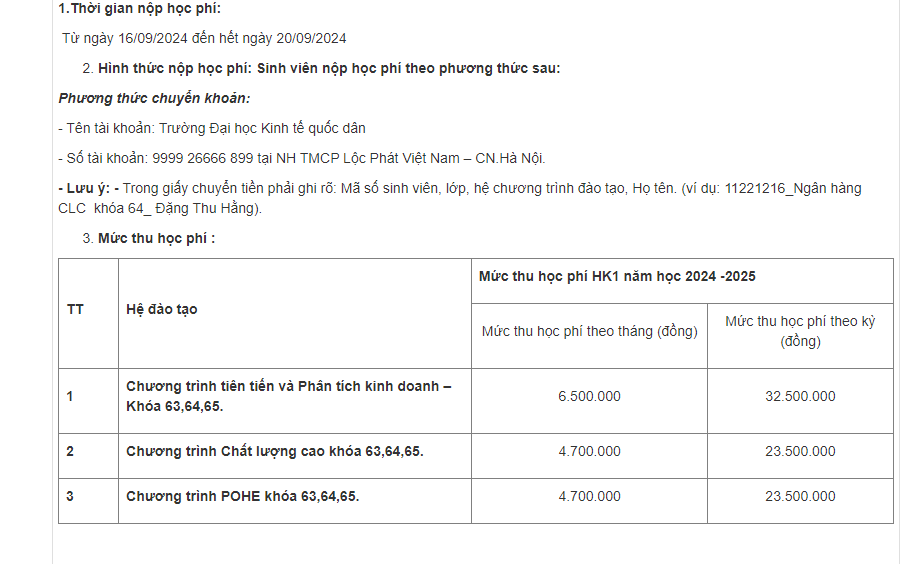 1.Thời gian nộp học phí:
Từ ngày 16/09/2024 đến hết ngày 20/09/2024
2. Hình thức nộp học phí: Sinh viên nộp học phí theo phương thức sau:
Phương thức chuyển khoản:
- Tên tài khoản: Trường Đại học Kinh tế quốc dân
- Số tài khoản: 9999 26666 899 tại NH TMCP Lộc Phát Việt Nam – CN.Hà Nội.
- Lưu ý: - Trong giấy chuyển tiền phải ghi rõ: Mã số sinh viên, lớp, hệ chương trình đào tạo, Họ tên. (ví dụ: 11221216_Ngân hàng
CLC khóa 64_ Đặng Thu Hằng).
3. Mức thu học phí :
TT
Hệ đào tạo
Mức thu học phí HK1 năm học 2024 -2025
Mức thu học phí theo tháng (đồng)
Mức thu học phí theo kỳ
(đồng)
1
Chương trình tiên tiến và Phân tích kinh doanh –
Khóa 63,64,65.
6.500.000
32.500.000
2
Chương trình Chất lượng cao khóa 63,64,65.
4.700.000
23.500.000
3
Chương trình POHE khóa 63,64,65.
4.700.000
23.500.000